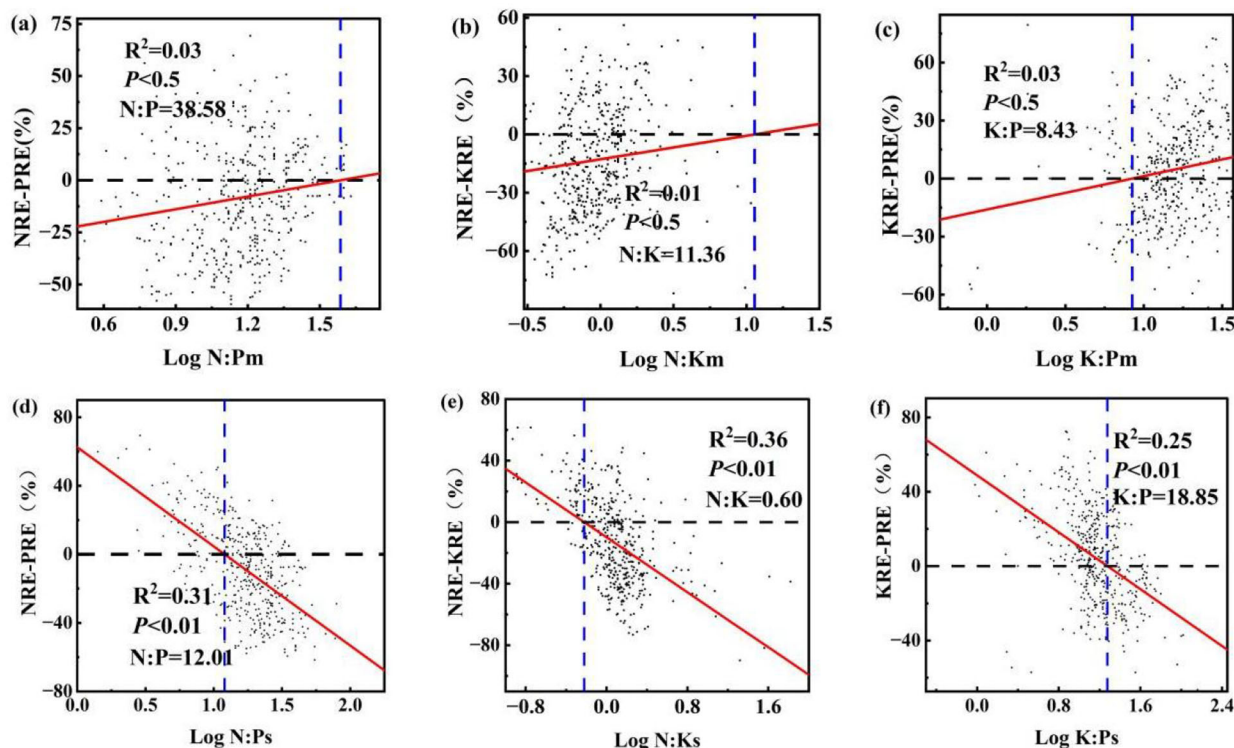 (a)
75
50
25
0
−25
50
NRE-PRE(%)
R²=0.03
P<0.5
N:P=38.58
0.6 0.9 1.2 1.5
Log N:Pm
(b)
60
30
0
−30
−60
NRE-KRE（%）
R²=0.01
P<0.5
N:K=11.36
−0.5 0.0 0.5 1.0 1.5
Log N:Km
(c)
60
30
0
−30
−60
KRE-PRE(%)
R²=0.03
P<0.5
K:P=8.43
0.0 0.5 1.0 1.5
Log K:Pm
(d)
80
40
0
−40
−80
NRE-PRE（%）
R²=0.31
P<0.01
N:P=12.01
0.0 1.0 2.0
Log N:Ps
(e)
80
40
0
−40
−80
NRE-KRE（%）
R²=0.36
P<0.01
N:K=0.60
−0.8 0.0 0.8 1.6
Log N:Ks
(f)
80
40
0
−40
KRE-PRE（%）
R²=0.25
P<0.01
K:P=18.85
0.0 0.8 1.6 2.4
Log K:Ps